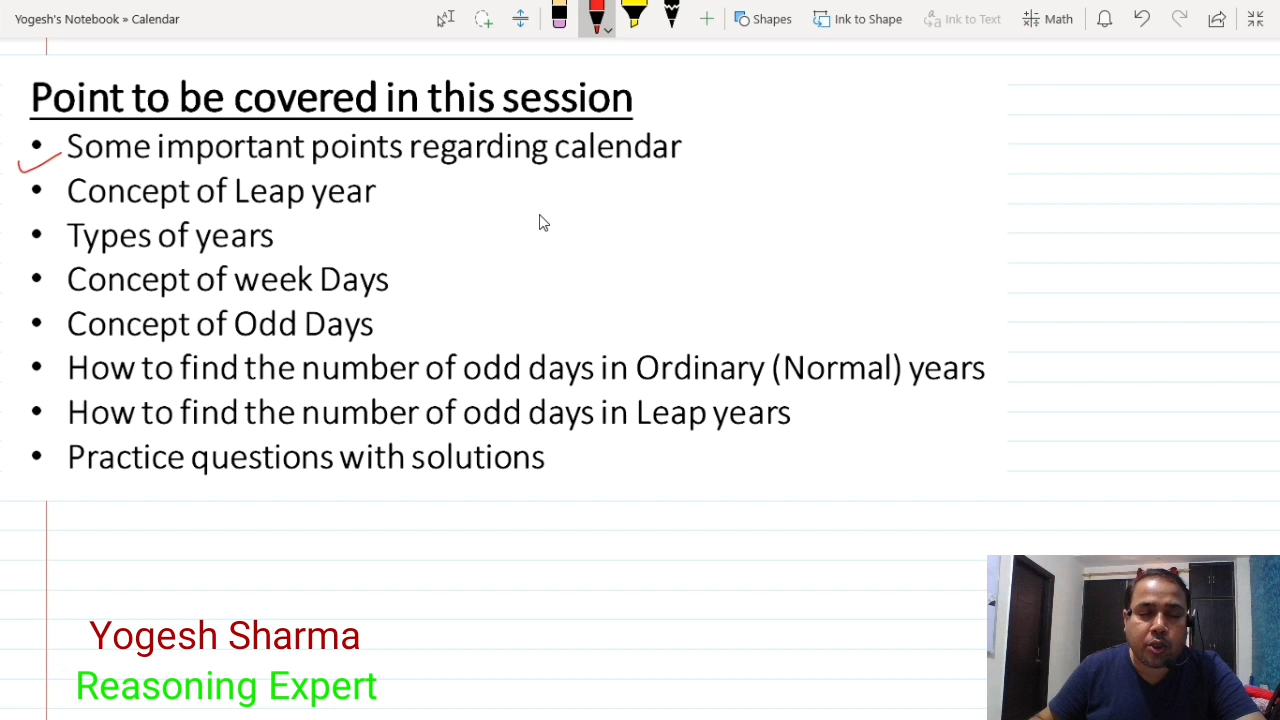 Yogesh's Notebook » Calendar
Shapes
Ink to Shape
Ink to Text
Math
Point to be covered in this session
• Some important points regarding calendar
• Concept of Leap year
• Types of years
• Concept of week Days
• Concept of Odd Days
• How to find the number of odd days in Ordinary (Normal) years
• How to find the number of odd days in Leap years
• Practice questions with solutions
Yogesh Sharma
Reasoning Expert